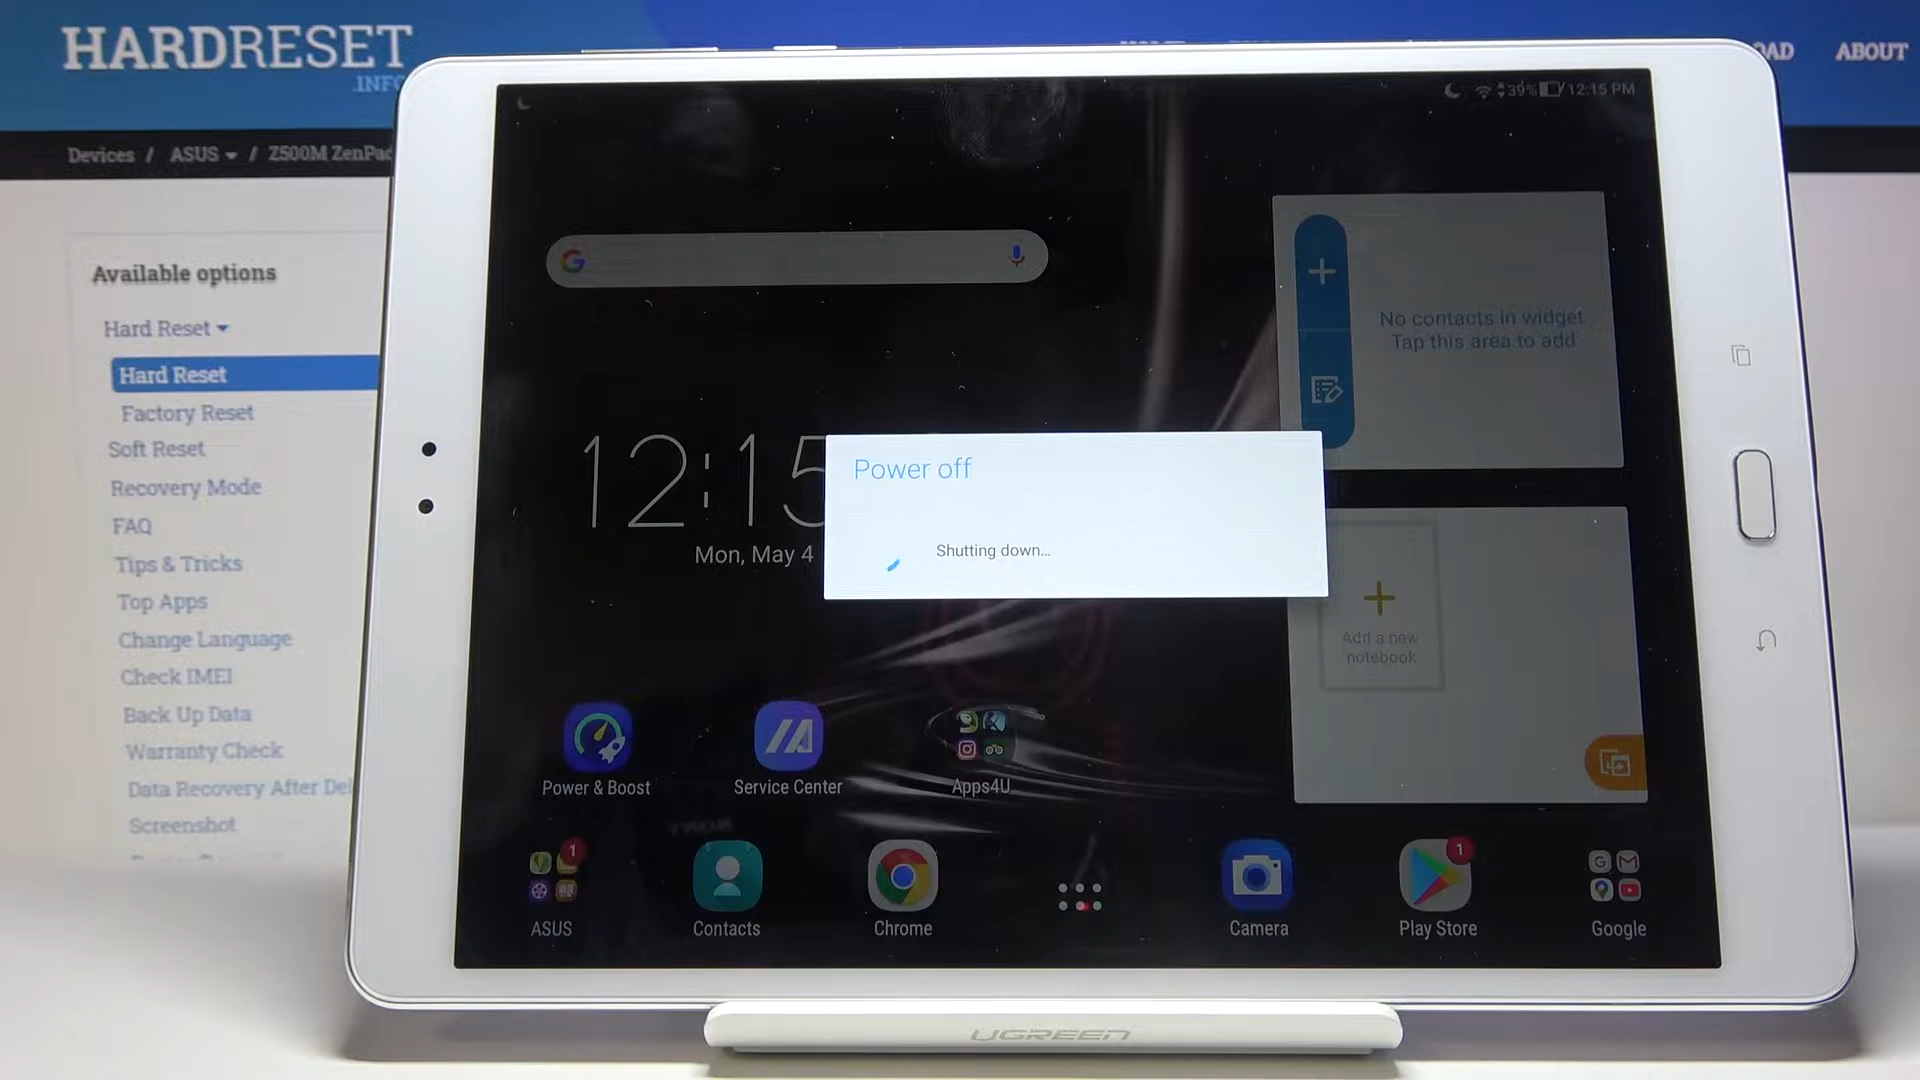 HARDRESET
.INFO
ABOUT
Devices / ASUS / Z500M ZenPad
Available options
Hard Reset
Hard Reset
Factory Reset
Soft Reset
Recovery Mode
FAQ
Tips & Tricks
Top Apps
Change Language
Check IMEI
Back Up Data
Warranty Check
Data Recovery After Del
Screenshot
39% 12:15 PM
G
No contacts in widget
Tap this area to add
12:15
Mon, May 4
Power off
Shutting down...
Add a new
notebook
Power & Boost
Service Center
Apps4U
1
ASUS
Contacts
Chrome
Camera
1
Play Store
Google
UGREEN